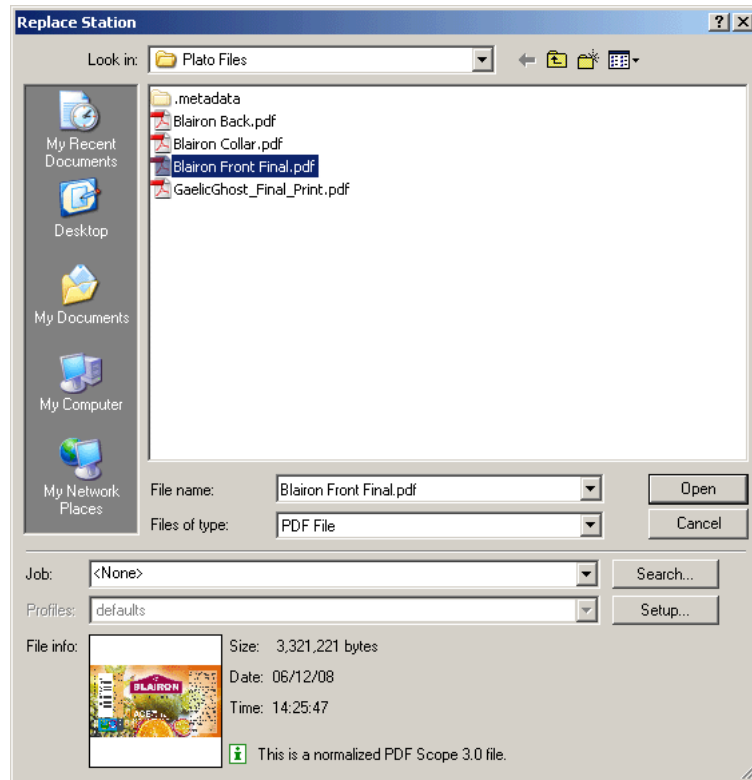 Replace Station
Look in: Plato Files
.metadata
Blairon Back.pdf
Blairon Collar.pdf
Blairon Front Final.pdf
GaelicGhost_Final_Print.pdf
My Recent
Documents
Desktop
My Documents
My Computer
My Network
Places
File name: Blairon Front Final.pdf Open
Files of type: PDF File Cancel
Job: <None> Search...
Profiles: defaults Setup...
File info: Size: 3,321,221 bytes
BLAIRON
Date: 06/12/08
Time: 14:25:47
This is a normalized PDF Scope 3.0 file.